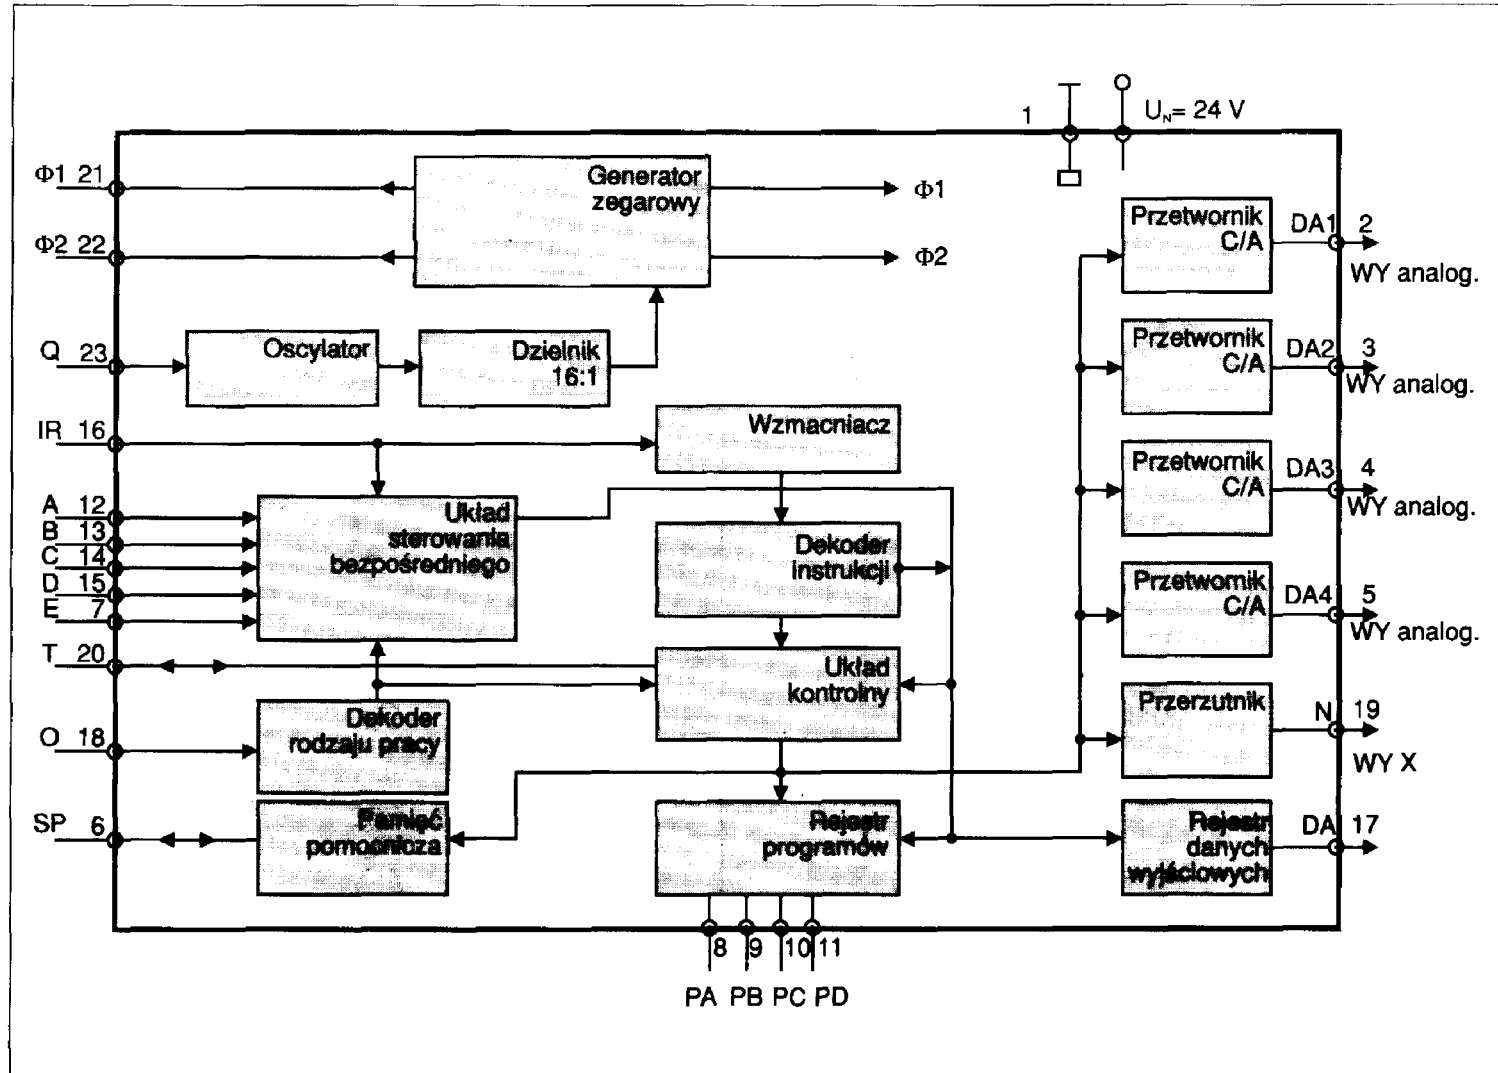 1
U_N= 24 V
Φ1 21
Generator
zegarowy
Φ1
Φ2 22
Φ2
Przetwornik
C/A
DA1 2
WY analog.
Q 23
Oscylator
Dzielnik
16:1
Przetwornik
C/A
DA2 3
WY analog.
IR 16
Wzmacniacz
Przetwornik
C/A
DA3 4
WY analog.
A 12
B 13
C 14
D 15
E 7
Układ
sterowania
bezpośredniego
Dekoder
instrukcji
Przetwornik
C/A
DA4 5
WY analog.
T 20
Układ
kontrolny
Przerzutnik
N 19
WY X
O 18
Dekoder
rodzaju pracy
SP 6
Pamięć
pomocnicza
Rejestr
programów
Rejestr
danych
wyjściowych
DA 17
8 9 10 11
PA PB PC PD